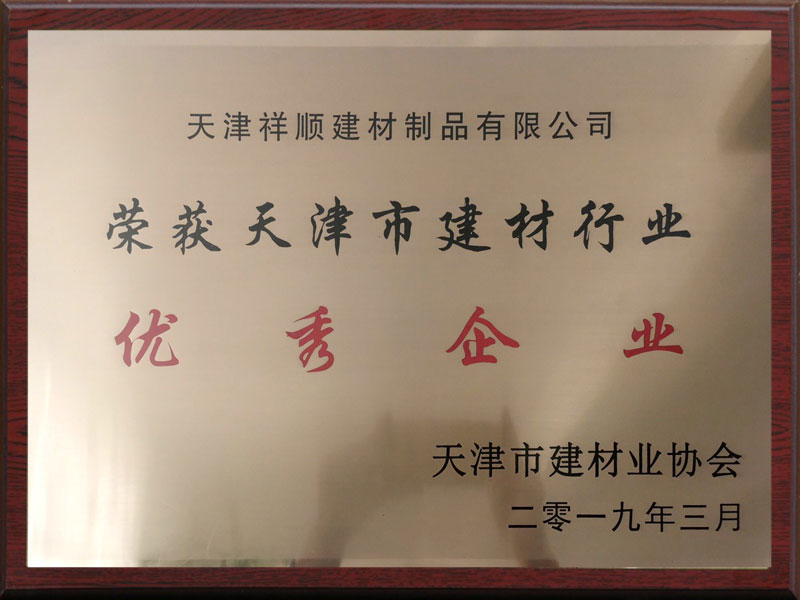 天津祥顺建材制品有限公司
荣获天津市建材行业
优秀企业
天津市建材业协会
二零一九年三月